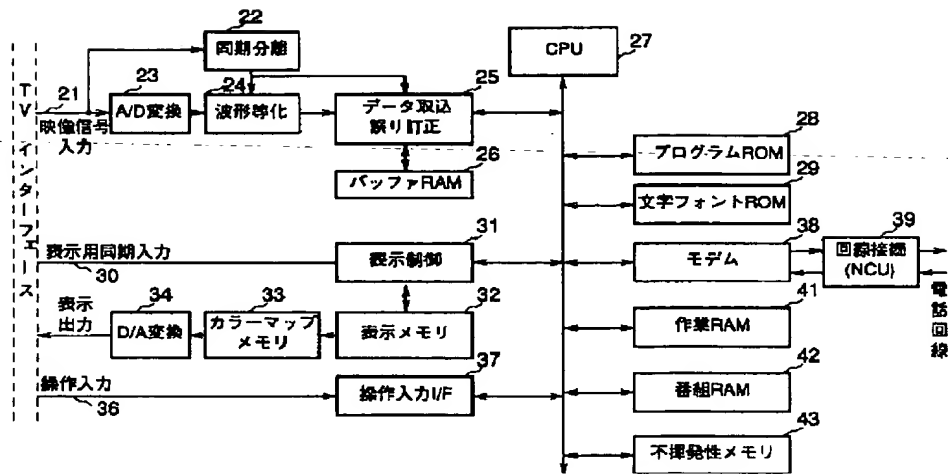 22
同期分離
CPU
27
TV インターフェース
21
23
A/D変換
24
波形等化
25
データ取込
誤り訂正
映像信号
入力
26
バッファRAM
28
プログラムROM
29
文字フォントROM
表示用同期入力
30
31
表示制御
38
モデム
39
回線接続
(NCU)
電話回線
表示
出力
34
D/A変換
33
カラーマップ
メモリ
32
表示メモリ
41
作業RAM
操作入力
36
37
操作入力I/F
42
番組RAM
43
不揮発性メモリ